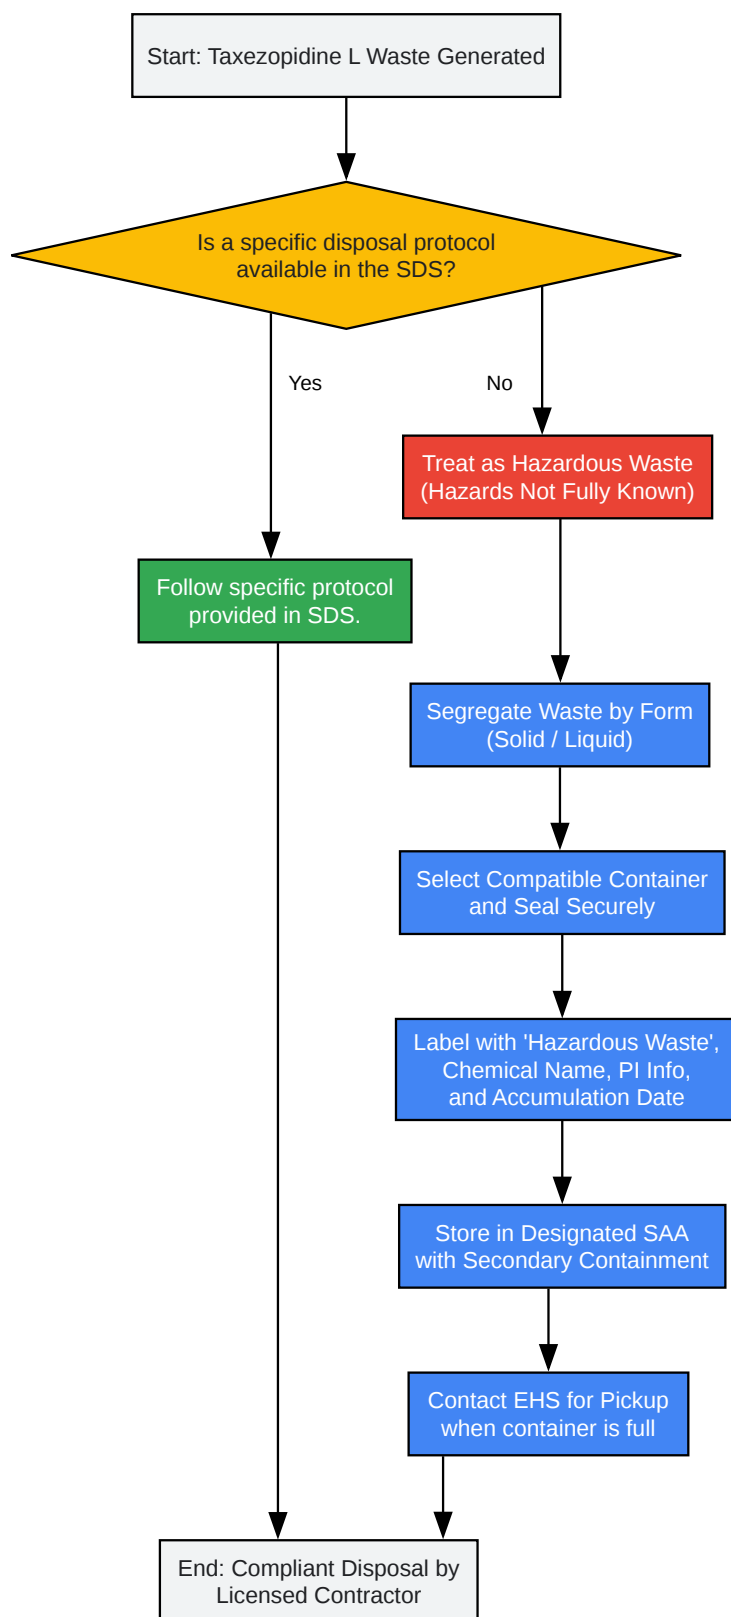 Start: Taxezopidine L Waste Generated
Is a specific disposal protocol
available in the SDS?
Yes
No
Treat as Hazardous Waste
(Hazards Not Fully Known)
Follow specific protocol
provided in SDS.
Segregate Waste by Form
(Solid / Liquid)
Select Compatible Container
and Seal Securely
Label with 'Hazardous Waste',
Chemical Name, PI Info,
and Accumulation Date
Store in Designated SAA
with Secondary Containment
Contact EHS for Pickup
when container is full
End: Compliant Disposal by
Licensed Contractor